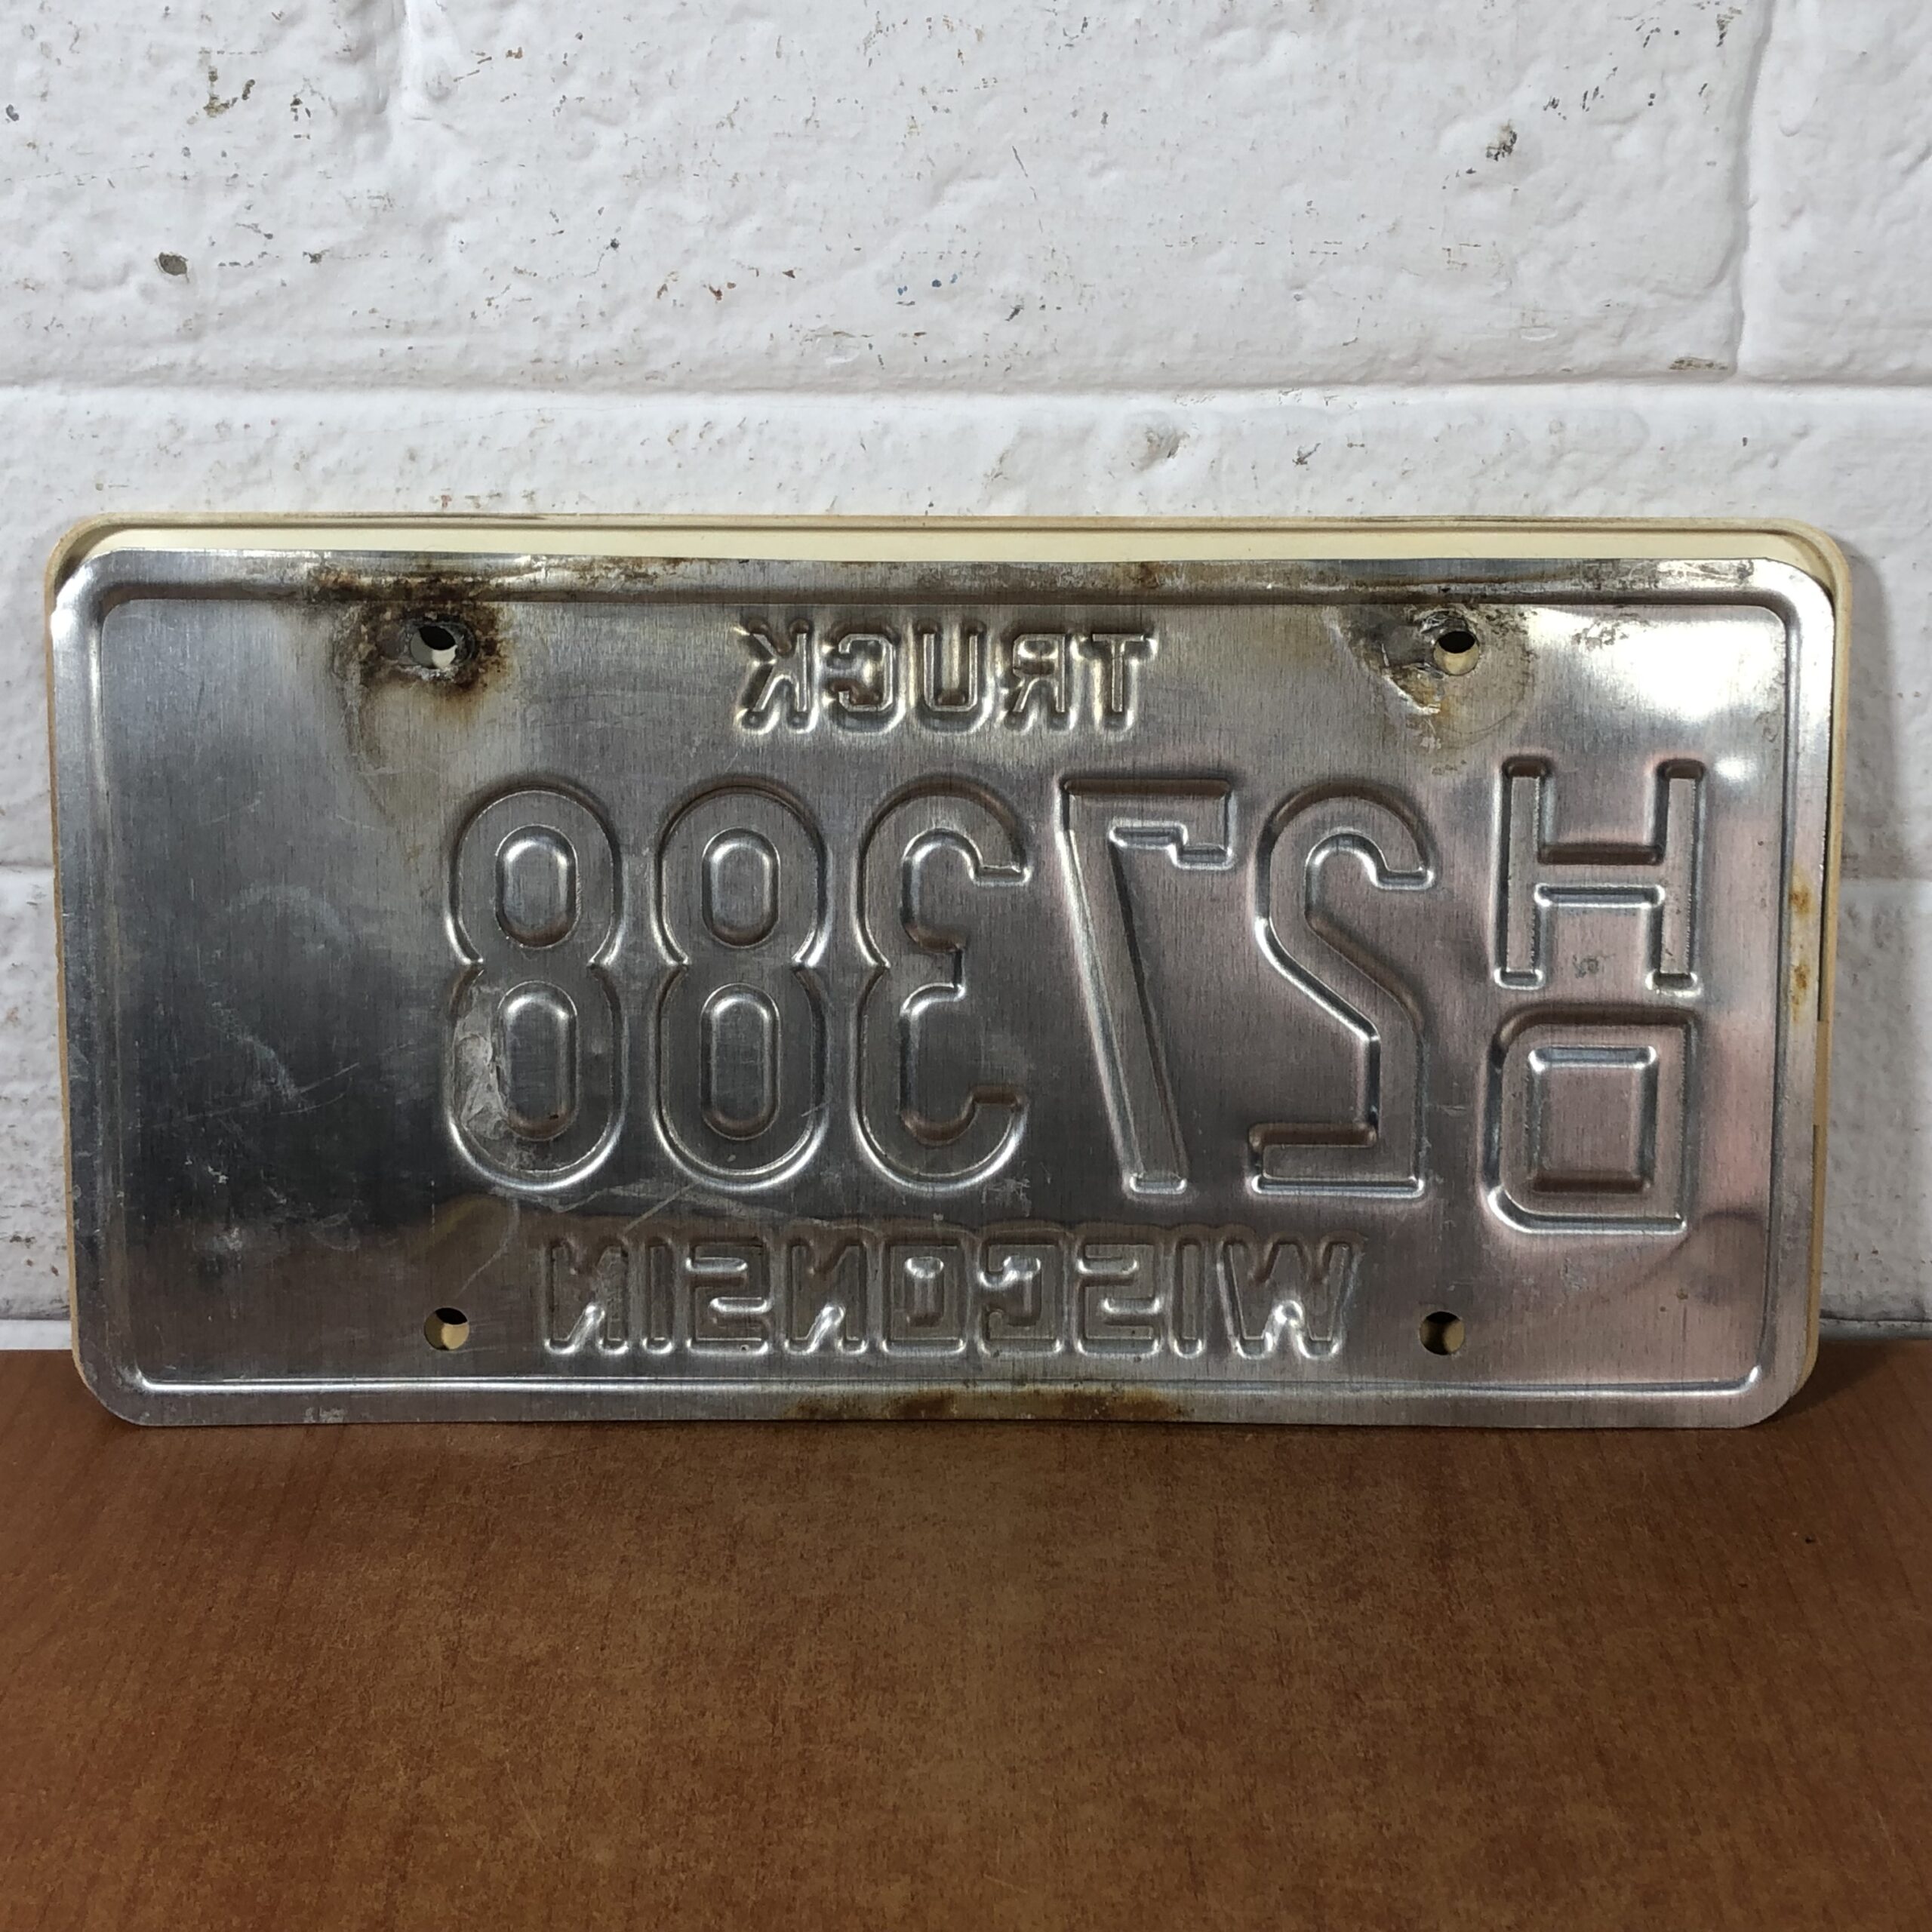 TRUCK
HD 27388
WISCONSIN